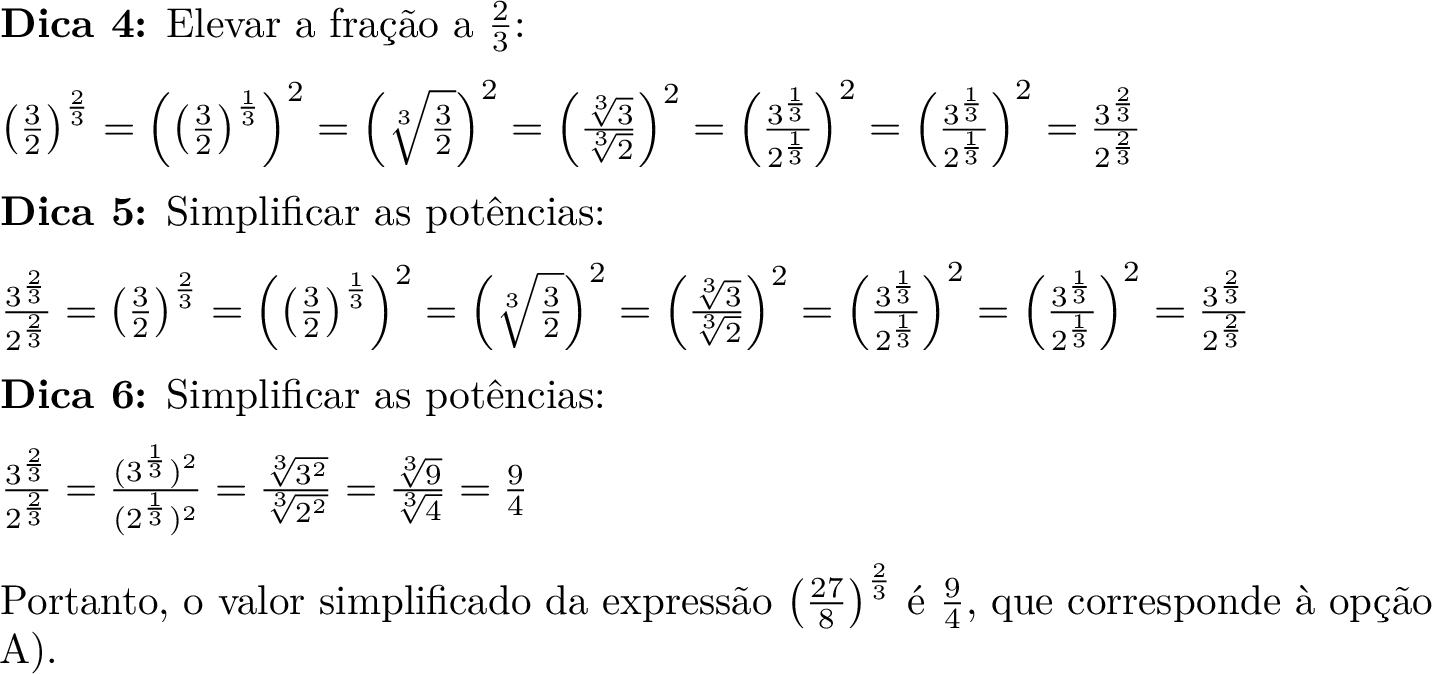 Dica 4: Elevar a fração a $\frac{2}{3}$:
$\left(\frac{3}{2}\right)^{\frac{2}{3}} = \left(\left(\frac{3}{2}\right)^{\frac{1}{3}}\right)^2 = \left(\sqrt[3]{\frac{3}{2}}\right)^2 = \left(\frac{\sqrt[3]{3}}{\sqrt[3]{2}}\right)^2 = \left(\frac{3^{\frac{1}{3}}}{2^{\frac{1}{3}}}\right)^2 = \left(\frac{3^{\frac{1}{3}}}{2^{\frac{1}{3}}}\right)^2 = \frac{3^{\frac{2}{3}}}{2^{\frac{2}{3}}}$
Dica 5: Simplificar as potências:
$\frac{3^{\frac{2}{3}}}{2^{\frac{2}{3}}} = \left(\frac{3}{2}\right)^{\frac{2}{3}} = \left(\left(\frac{3}{2}\right)^{\frac{1}{3}}\right)^2 = \left(\sqrt[3]{\frac{3}{2}}\right)^2 = \left(\frac{\sqrt[3]{3}}{\sqrt[3]{2}}\right)^2 = \left(\frac{3^{\frac{1}{3}}}{2^{\frac{1}{3}}}\right)^2 = \left(\frac{3^{\frac{1}{3}}}{2^{\frac{1}{3}}}\right)^2 = \frac{3^{\frac{2}{3}}}{2^{\frac{2}{3}}}$
Dica 6: Simplificar as potências:
$\frac{3^{\frac{2}{3}}}{2^{\frac{2}{3}}} = \frac{(3^{\frac{1}{3}})^2}{(2^{\frac{1}{3}})^2} = \frac{\sqrt[3]{3^2}}{\sqrt[3]{2^2}} = \frac{\sqrt[3]{9}}{\sqrt[3]{4}} = \frac{9}{4}$
Portanto, o valor simplificado da expressão $\left(\frac{27}{8}\right)^{\frac{2}{3}}$ é $\frac{9}{4}$, que corresponde à opção
A).